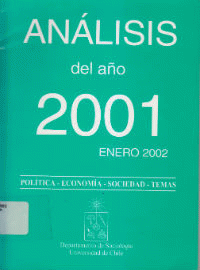 ANÁLISIS
del año
2001
ENERO 2002
POLÍTICA - ECONOMÍA - SOCIEDAD - TEMAS
Departamento de Sociología
Universidad de Chile